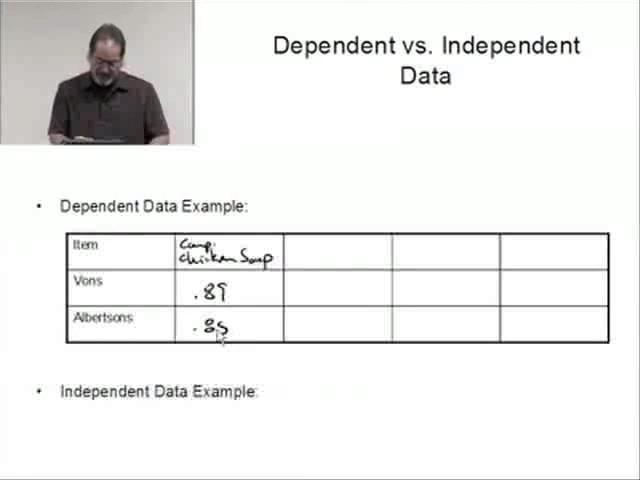 Dependent vs. Independent
Data
• Dependent Data Example:
Item
Camp.
chicken Soup
Vons
.89
Albertsons
.85
• Independent Data Example: